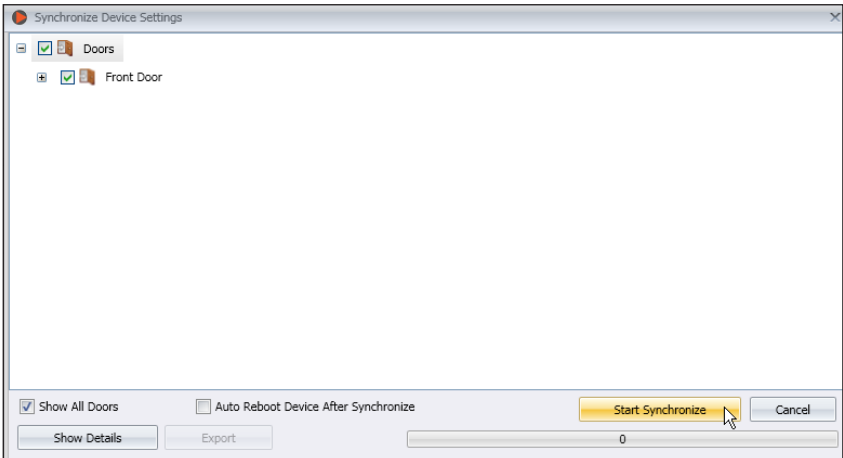 Synchronize Device Settings
Doors
Front Door
Show All Doors
Auto Reboot Device After Synchronize
Start Synchronize
Cancel
Show Details
Export
0